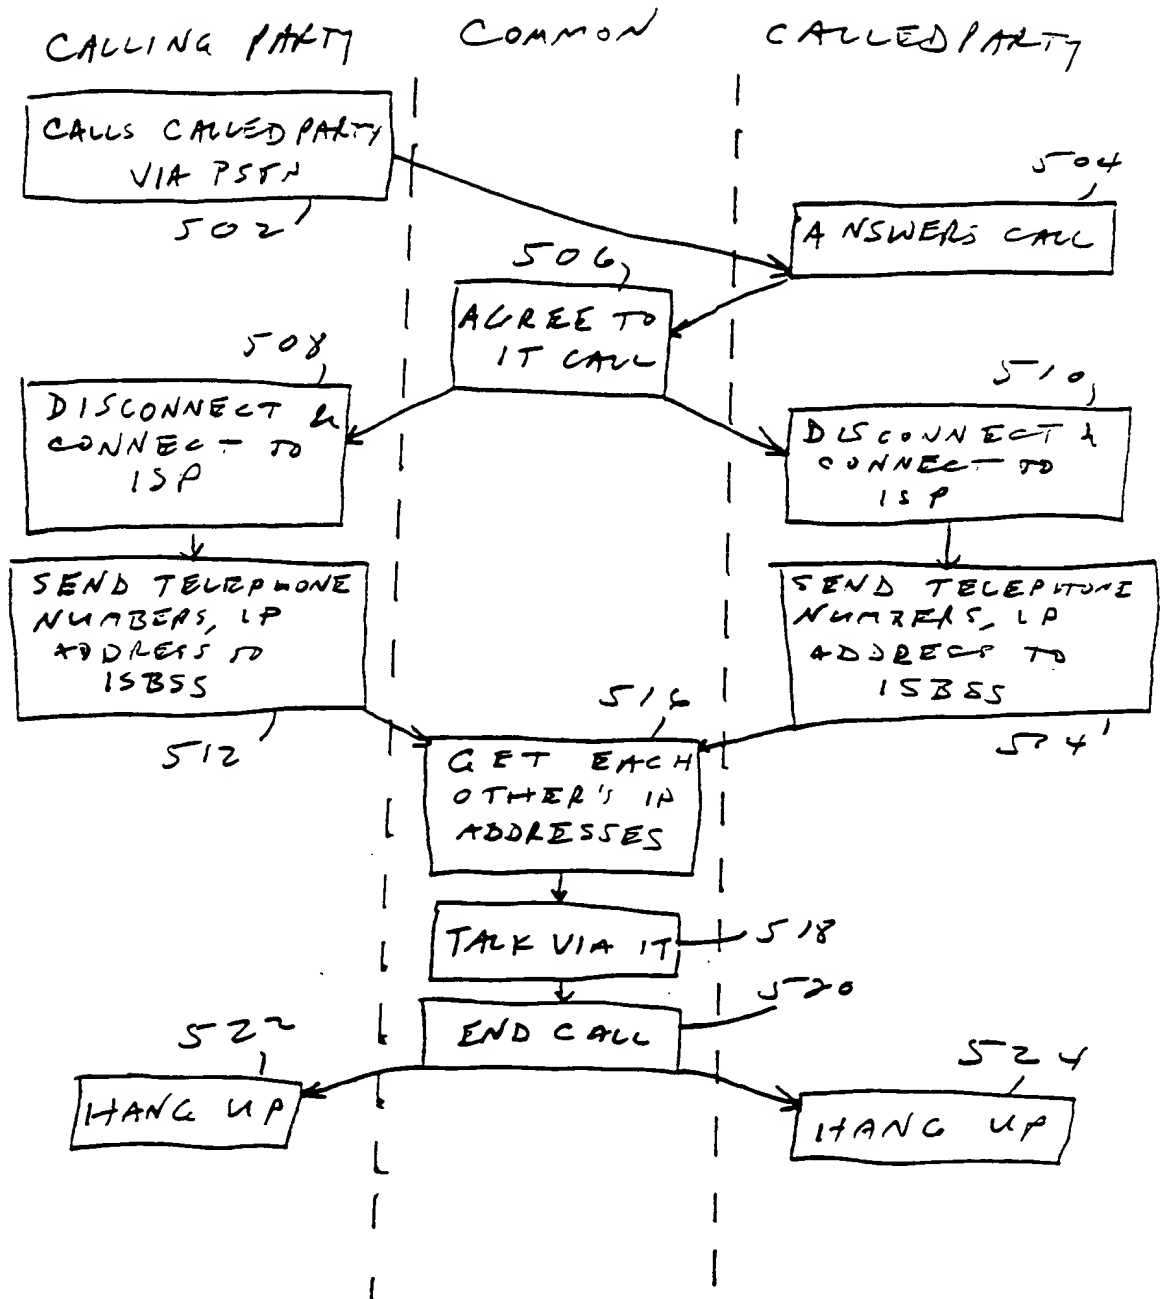 CALLING PARTY
COMMON
CALLED PARTY
CALLS CALLED PARTY
VIA PSTN
502
504
ANSWERS CALL
506
AGREE TO
IT CALL
508
DISCONNECT &
CONNECT TO
ISP
510
DISCONNECT &
CONNECT TO
ISP
SEND TELEPHONE
NUMBERS, IP
ADDRESS TO
ISBSS
512
SEND TELEPHONE
NUMBERS, IP
ADDRESS TO
ISBSS
514
516
GET EACH
OTHER'S IP
ADDRESSES
TALK VIA IT
518
520
END CALL
522
HANG UP
524
HANG UP